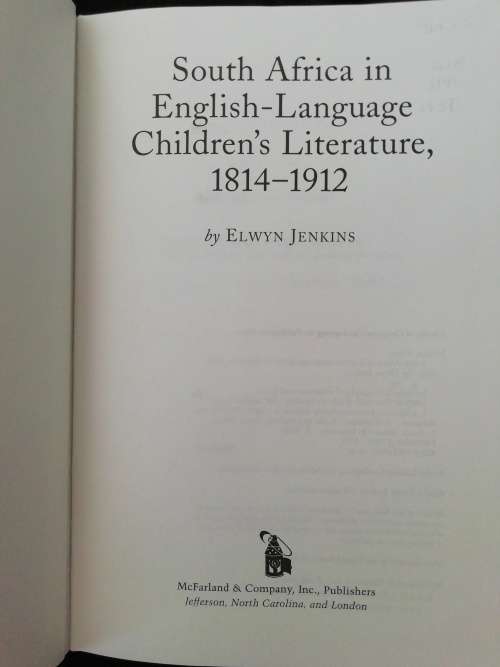 South Africa in
English-Language
Children's Literature,
1814–1912
by ELWYN JENKINS
McFarland & Company, Inc., Publishers
Jefferson, North Carolina, and London